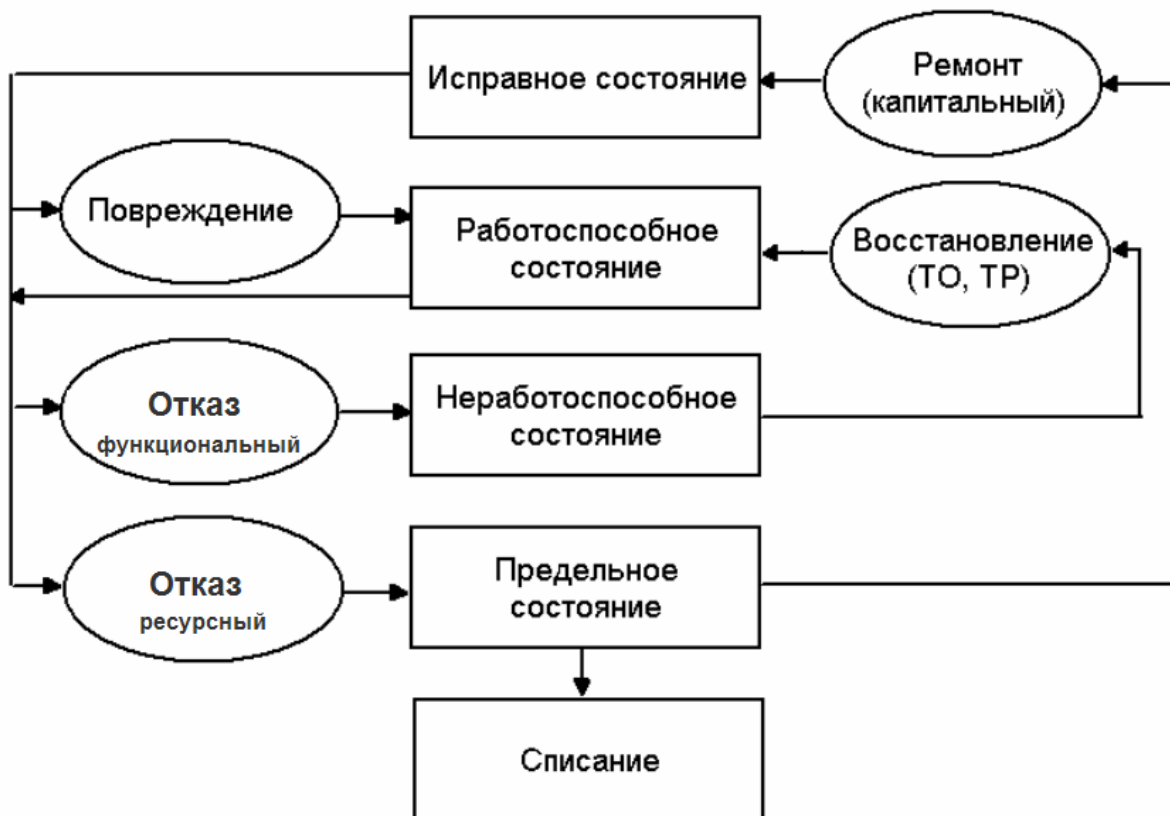 Исправное состояние
Ремонт
(капитальный)
Повреждение
Работоспособное
состояние
Восстановление
(ТО, ТР)
Отказ
функциональный
Неработоспособное
состояние
Отказ
ресурсный
Предельное
состояние
Списание